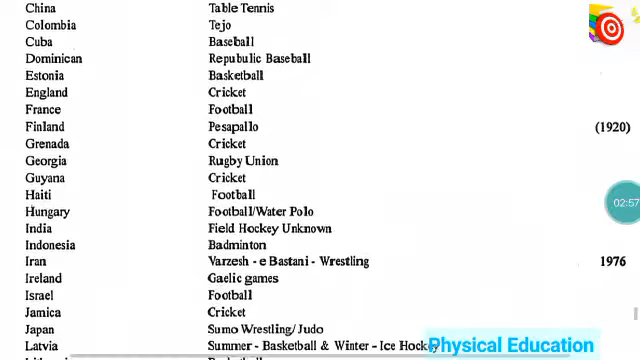 China Table Tennis
Colombia Tejo
Cuba Baseball
Dominican Repubulic Baseball
Estonia Basketball
England Cricket
France Football
Finland Pesapallo (1920)
Grenada Cricket
Georgia Rugby Union
Guyana Cricket
Haiti Football
02:57
Hungary Football/Water Polo
India Field Hockey Unknown
Indonesia Badminton
Iran Varzesh - e Bastani - Wrestling 1976
Ireland Gaelic games
Israel Football
Jamica Cricket
Japan Sumo Wrestling/ Judo
Latvia Summer - Basketball & Winter - Ice Hockey
Physical Education